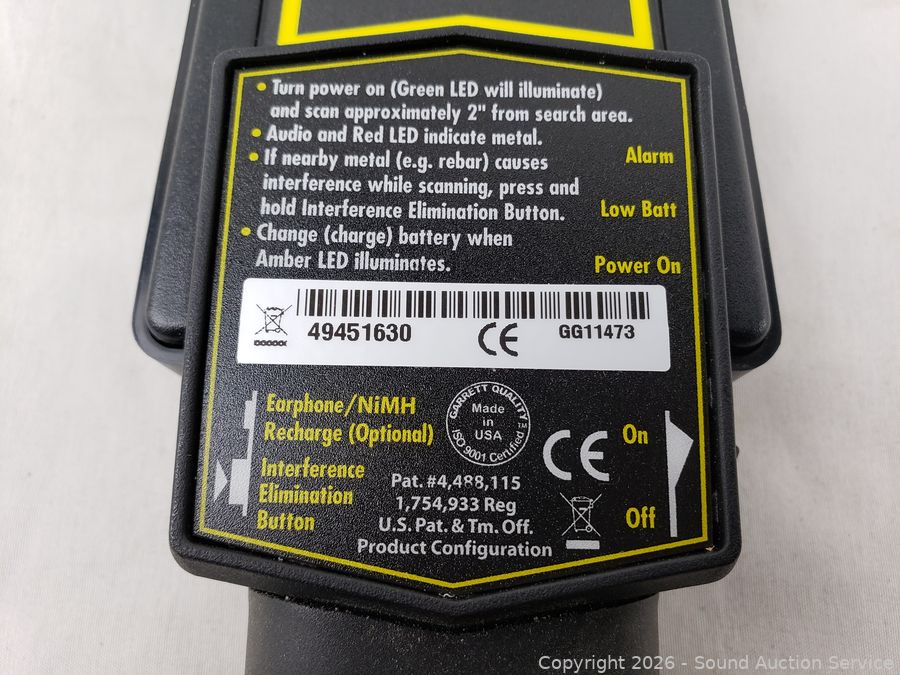 • Turn power on (Green LED will illuminate)
and scan approximately 2" from search area.
• Audio and Red LED indicate metal.
• If nearby metal (e.g. rebar) causes
interference while scanning, press and
hold Interference Elimination Button.
• Change (charge) battery when
Amber LED illuminates.
Alarm
Low Batt
Power On
49451630
CE
GG11473
Earphone/NiMH
Recharge (Optional)
Interference
Elimination
Button
GARRETT QUALITY
Made
in
USA
TM
ISO 9001 Certified
CE
On
Off
Pat. #4,488,115
1,754,933 Reg
U.S. Pat. & Tm. Off.
Product Configuration
Copyright 2026 - Sound Auction Service